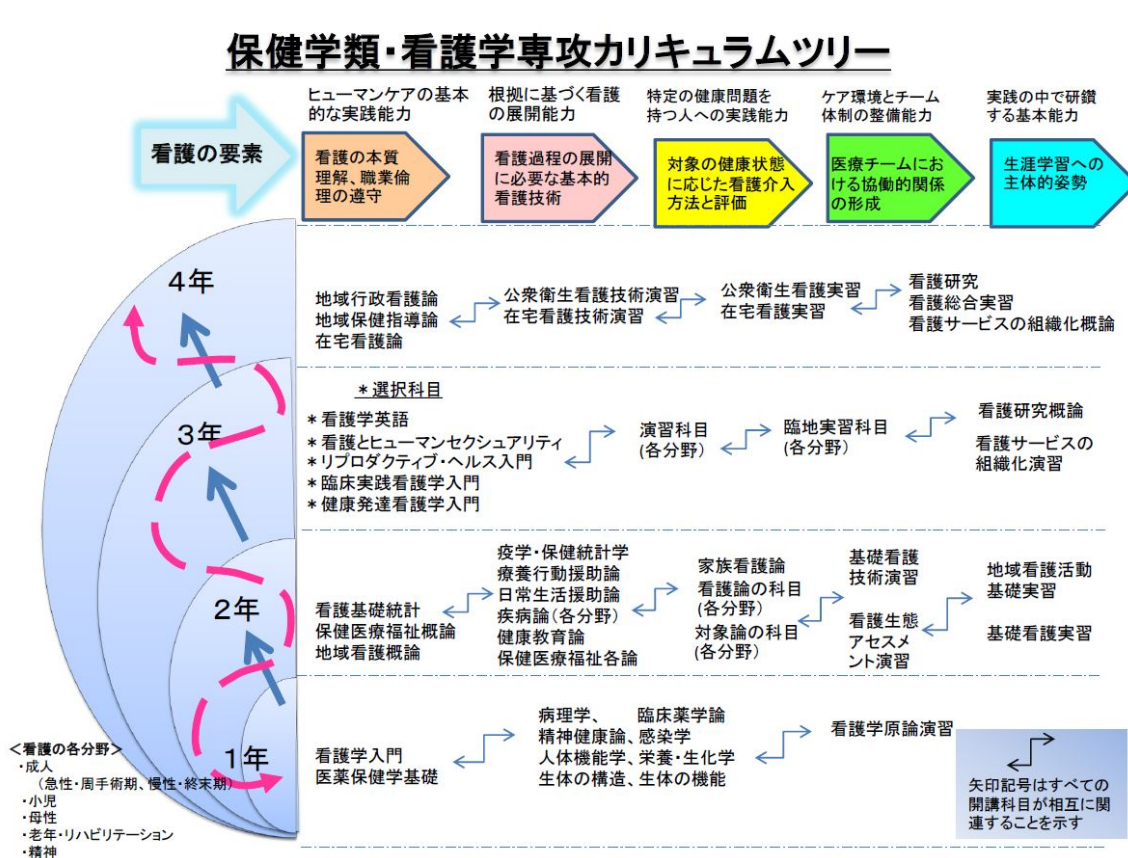 保健学類・看護学専攻カリキュラムツリー
看護の要素
ヒューマンケアの基本
的な実践能力
看護の本質
理解、職業倫
理の遵守
根拠に基づく看護
の展開能力
看護過程の展開
に必要な基本的
看護技術
特定の健康問題を
持つ人への実践能力
対象の健康状態
に応じた看護介入
方法と評価
ケア環境とチーム
体制の整備能力
医療チームにお
ける協働的関係
の形成
実践の中で研鑽
する基本能力
生涯学習への
主体的姿勢
4年
地域行政看護論
地域保健指導論
在宅看護論
公衆衛生看護技術演習
在宅看護技術演習
公衆衛生看護実習
在宅看護実習
看護研究
看護総合実習
看護サービスの組織化概論
3年
＊選択科目
＊看護学英語
＊看護とヒューマンセクシュアリティ
＊リプロダクティブ・ヘルス入門
＊臨床実践看護学入門
＊健康発達看護学入門
演習科目
(各分野)
臨地実習科目
(各分野)
看護研究概論
看護サービスの
組織化演習
2年
看護基礎統計
保健医療福祉概論
地域看護概論
疫学・保健統計学
療養行動援助論
日常生活援助論
疾病論(各分野)
健康教育論
保健医療福祉各論
家族看護論
看護論の科目
(各分野)
対象論の科目
(各分野)
基礎看護
技術演習
看護生態
アセスメ
ント演習
地域看護活動
基礎実習
基礎看護実習
1年
看護学入門
医薬保健学基礎
病理学、　臨床薬学論
精神健康論、感染学
人体機能学、栄養・生化学
生体の構造、生体の機能
看護学原論演習
＜看護の各分野＞
・成人
（急性・周手術期、慢性・終末期）
・小児
・母性
・老年・リハビリテーション
・精神
矢印記号はすべての
開講科目が相互に関
連することを示す